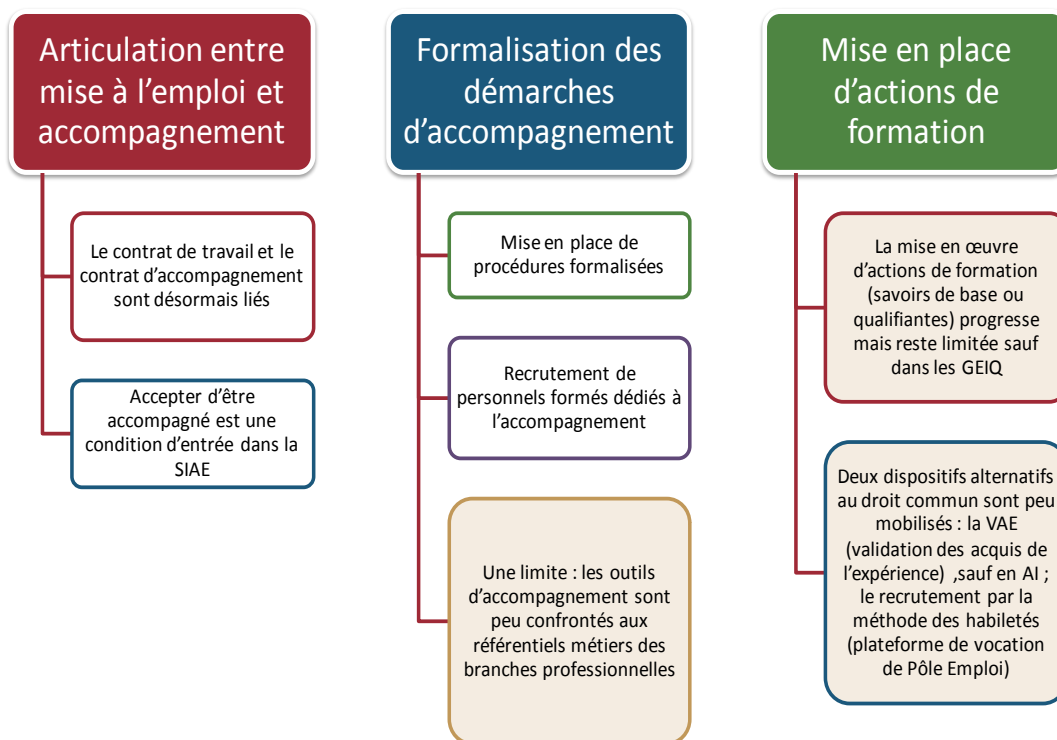 Articulation entre
mise à l'emploi et
accompagnement
Le contrat de travail et le
contrat d'accompagnement
sont désormais liés
Accepter d'être
accompagné est une
condition d'entrée dans la
SIAE
Formalisation des
démarches
d'accompagnement
Mise en place de
procédures formalisées
Recrutement de
personnels formés dédiés à
l'accompagnement
Une limite : les outils
d'accompagnement sont
peu confrontés aux
référentiels métiers des
branches professionnelles
Mise en place
d'actions de
formation
La mise en œuvre
d'actions de formation
(savoirs de base ou
qualifiantes) progresse
mais reste limitée sauf
dans les GEIQ
Deux dispositifs alternatifs
au droit commun sont peu
mobilisés : la VAE
(validation des acquis de
l'expérience) ,sauf en AI ;
le recrutement par la
méthode des habiletés
(plateforme de vocation
de Pôle Emploi)